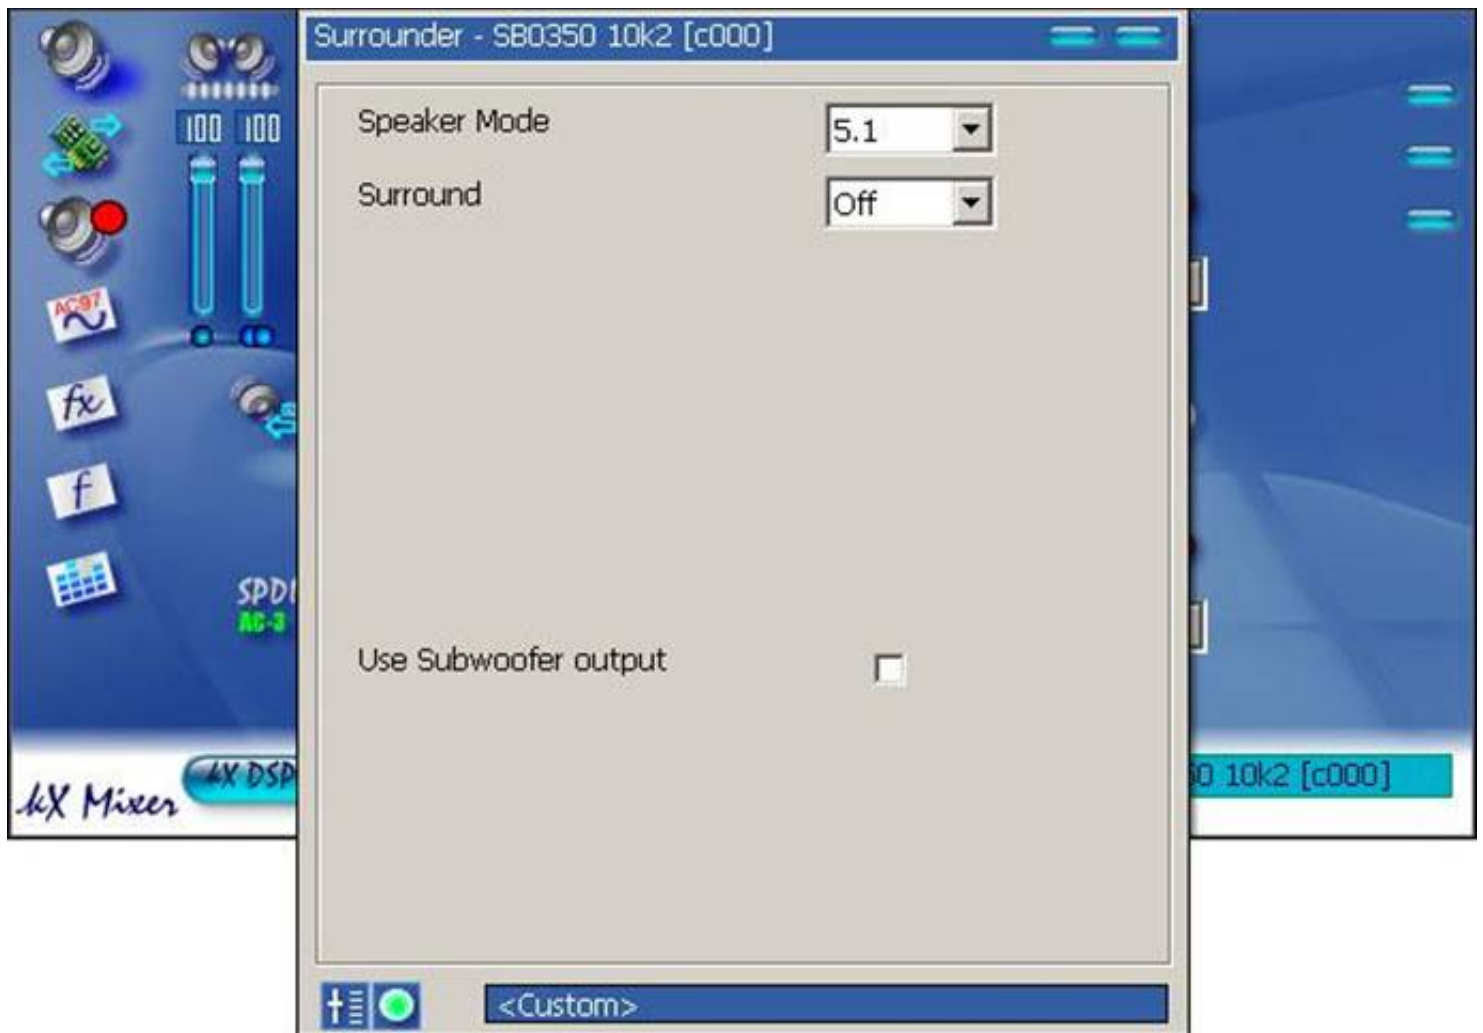 Surrounder - SB0350 10k2 [c000]
100 100
Speaker Mode
5.1
Surround
Off
AC97
fx
f
AC-3
Use Subwoofer output
kX Mixer
kX DSP
10k2 [c000]
<Custom>